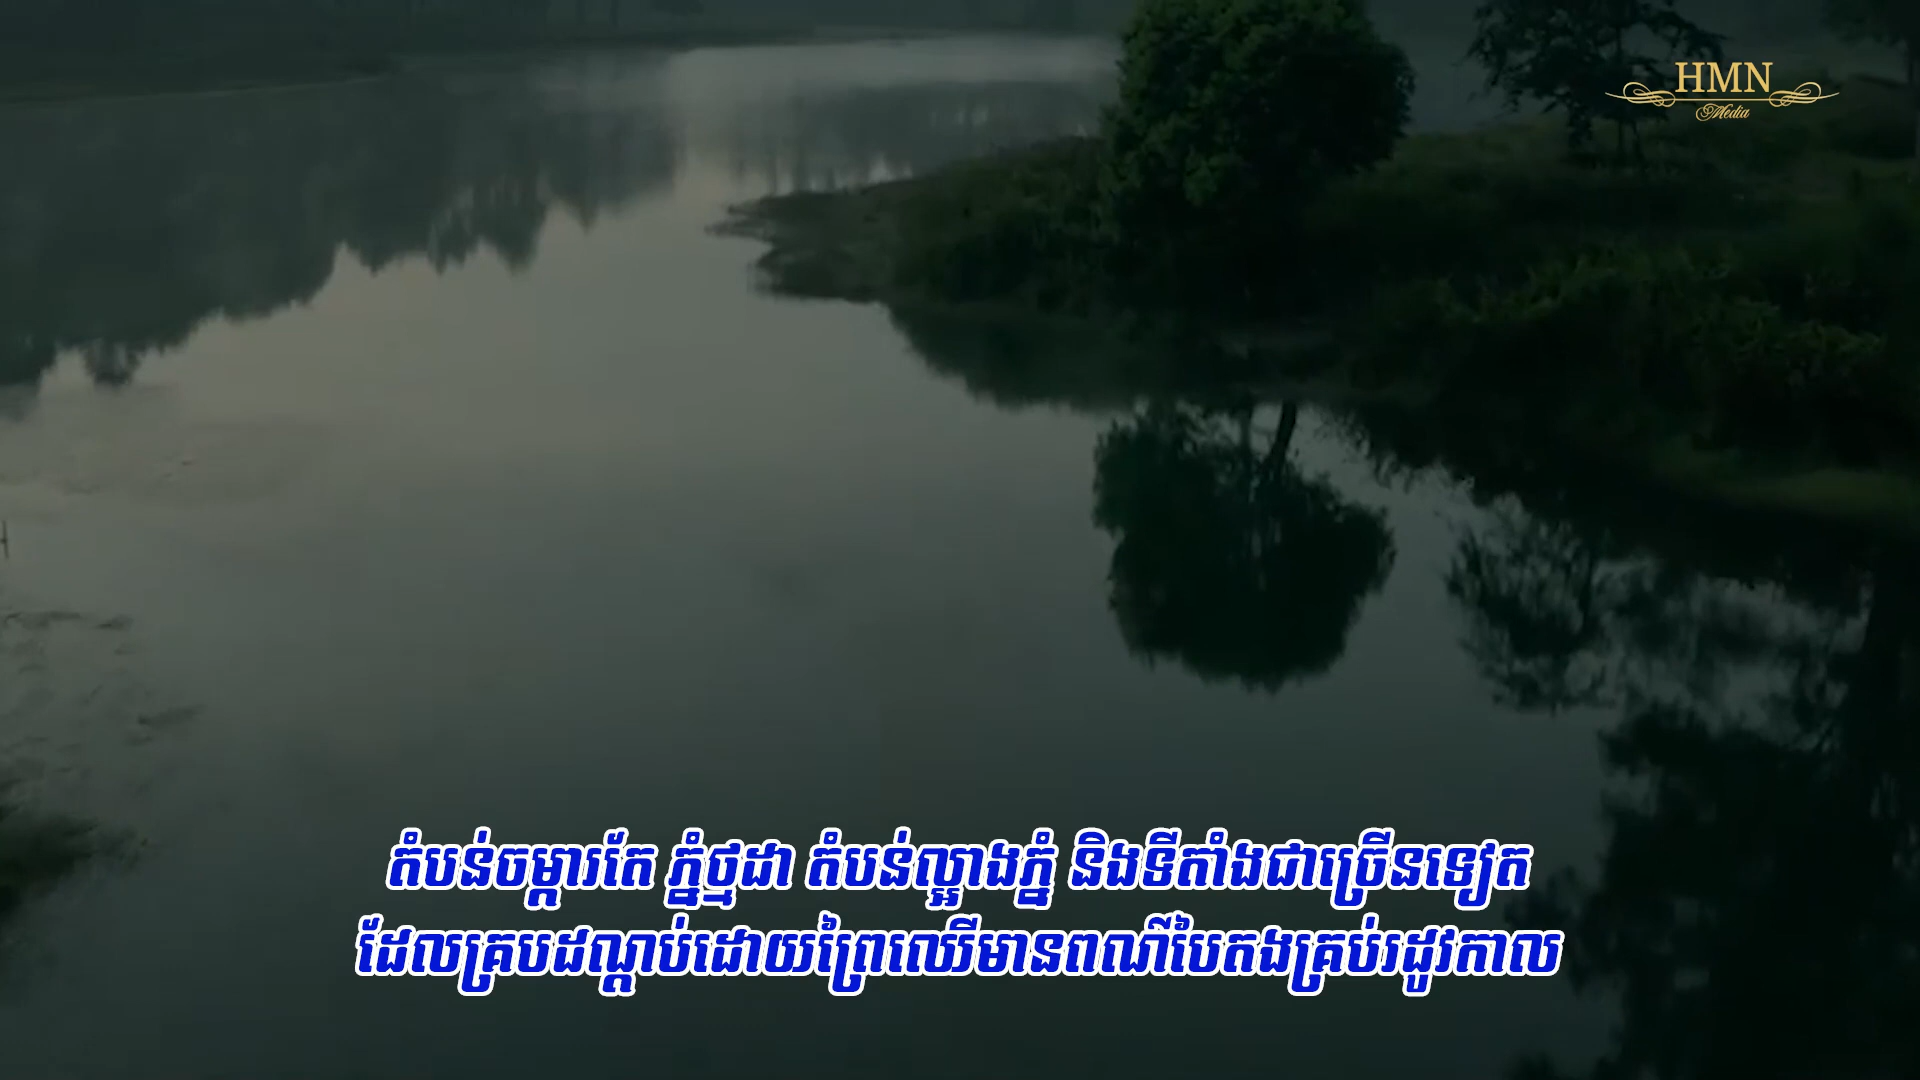 HMN
Media
តំបន់ចម្ការតែ ភ្នំថ្មដា តំបន់ល្អាងភ្នំ និងទីតាំងជាច្រើនទៀត
ដែលគ្របដណ្តប់ដោយព្រៃឈើមានពណ៌បៃតងគ្រប់រដូវកាល